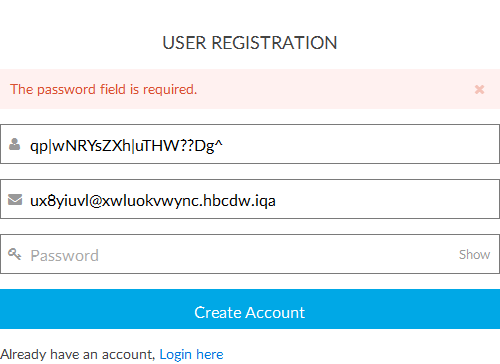 USER REGISTRATION
The password field is required.
qp|wNRYsZXh|uTHW??Dg^
ux8yiuvl@xwluokvwync.hbcdw.iqa
Password Show
Create Account
Already have an account, Login here